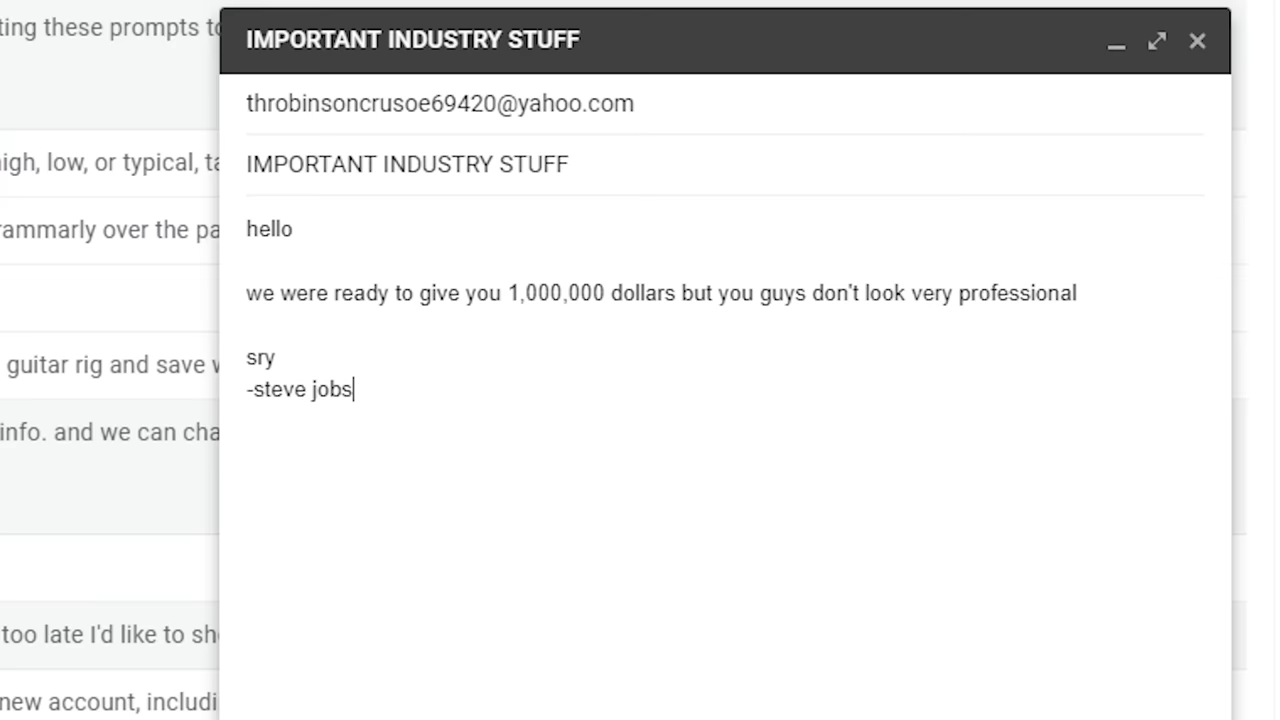 ting these prompts to
IMPORTANT INDUSTRY STUFF
throbinsoncrusoe69420@yahoo.com
high, low, or typical, ta
IMPORTANT INDUSTRY STUFF
rammarly over the pa
hello
we were ready to give you 1,000,000 dollars but you guys don't look very professional
guitar rig and save w
sry
-steve jobs
info. and we can cha
too late I'd like to sh
new account, includi